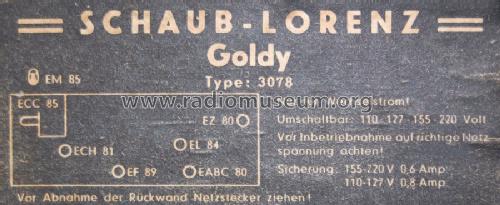 SCHAUB-LORENZ
Goldy
Type: 3078
EM 85
www.radiomuseum.org
ECC 85
EZ 80
ECH 81
EL 84
EF 89
EABC 80
Umschaltbar: 110 - 127 - 155 - 220 Volt
Vor Inbetriebnahme auf richtige Netz
spannung achten!
Sicherung: 155-220 V 0,6 Amp
110-127 V 0,8 Amp
Vor Abnahme der Rückwand Netzstecker ziehen!